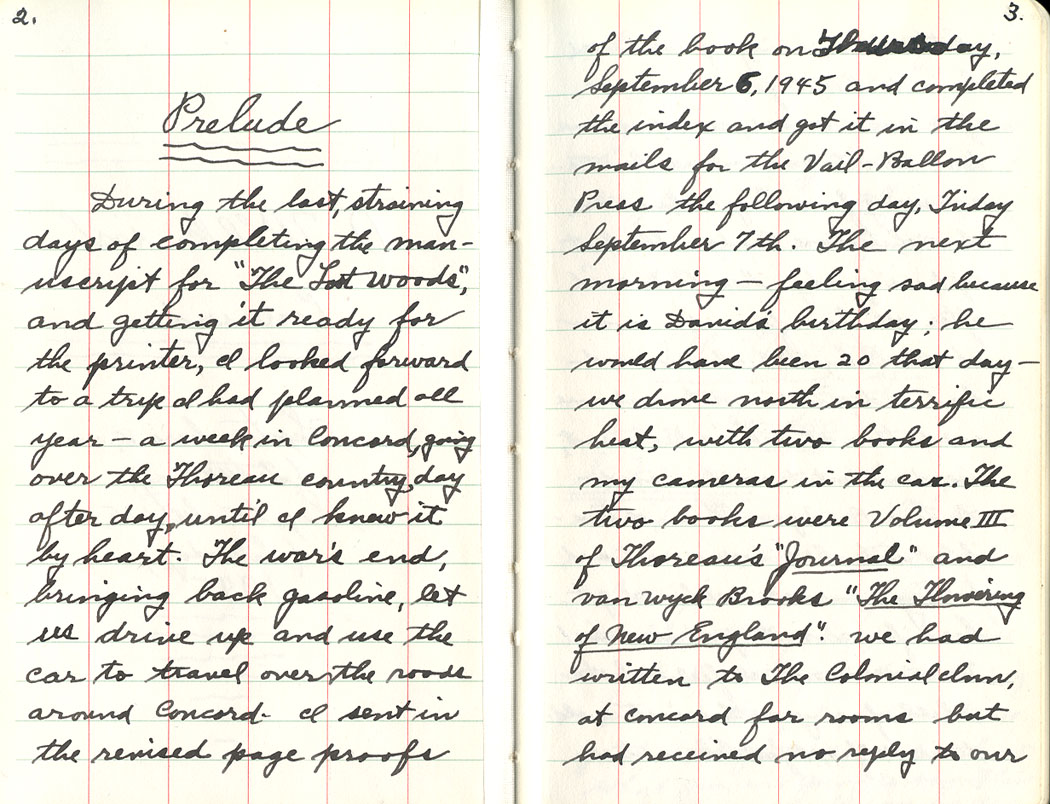 2.
Prelude
During the last, straining
days of completing the man-
uscript for "The Lost Woods",
and getting it ready for
the printer, I looked forward
to a trip I had planned all
year — a week in Concord, going
over the Thoreau country, day
after day, until I knew it
by heart. The war's end,
bringing back gasoline, let
us drive up and use the
car to travel over the roads
around Concord. I sent in
the revised page proofs
3.
of the book on Thursday,
September 6, 1945 and completed
the index and got it in the
mails for the Vail-Ballou
Press the following day, Friday
September 7th. The next
morning — feeling sad because
it is David's birthday; he
would have been 20 that day —
we drove north in terrific
heat, with two books and
my cameras in the car. The
two books were Volume III
of Thoreau's "Journal" and
van Wyck Brooks "The Flowering
of New England". We had
written to The Colonial Inn,
at Concord for rooms but
had received no reply to our